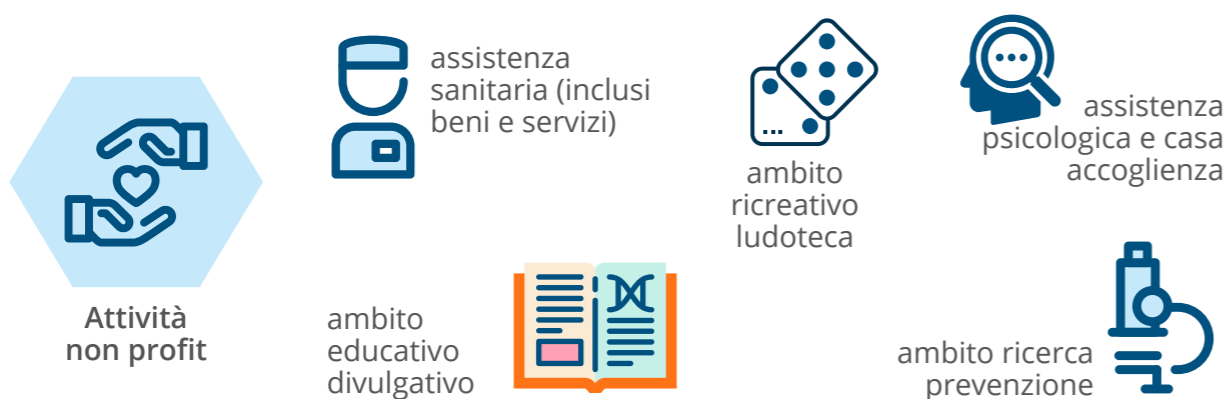 Attività
non profit
assistenza
sanitaria (inclusi
beni e servizi)
ambito
ricreativo
ludoteca
assistenza
psicologica e casa
accoglienza
ambito
educativo
divulgativo
ambito ricerca
prevenzione